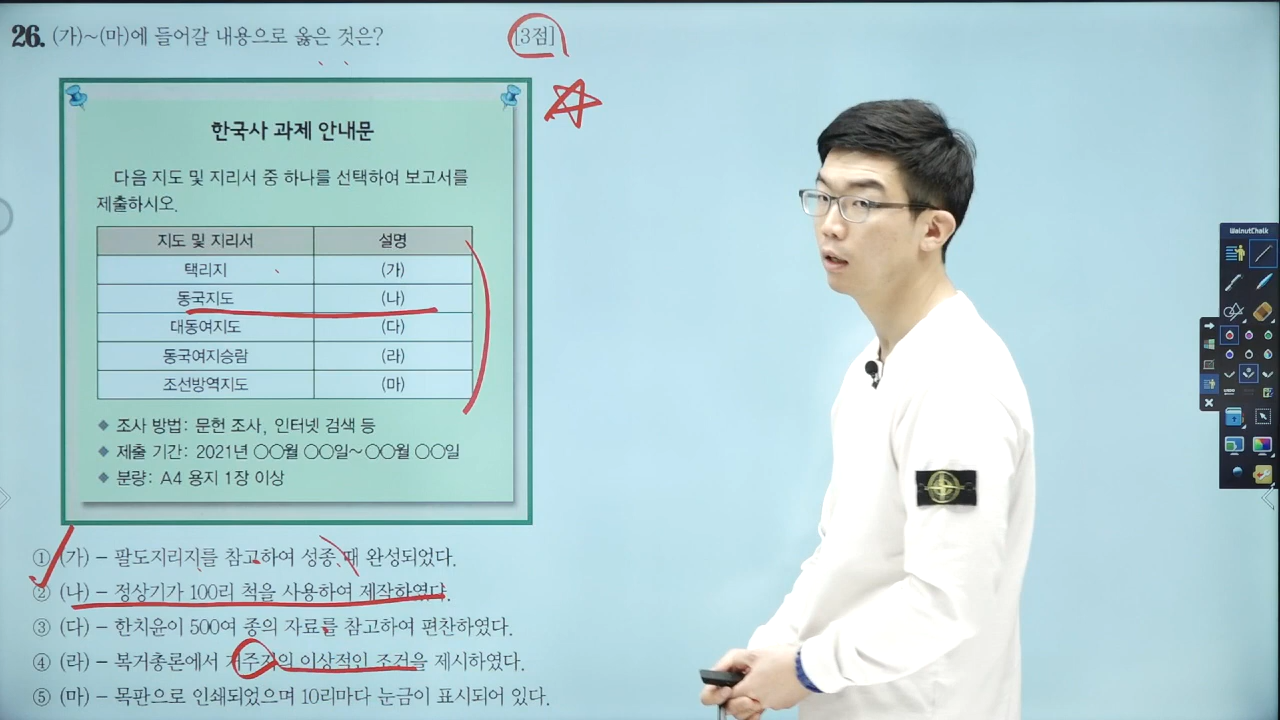 26. (가)~(마)에 들어갈 내용으로 옳은 것은? [3점]
한국사 과제 안내문
다음 지도 및 지리서 중 하나를 선택하여 보고서를
제출하시오.
지도 및 지리서 설명
택리지 (가)
동국지도 (나)
대동여지도 (다)
동국여지승람 (라)
조선방역지도 (마)
◆ 조사 방법: 문헌 조사, 인터넷 검색 등
◆ 제출 기간: 2021년 ○○월 ○○일~○○월 ○○일
◆ 분량: A4 용지 1장 이상
① (가) - 팔도지리지를 참고하여 성종 때 완성되었다.
② (나) - 정상기가 100리 척을 사용하여 제작하였다.
③ (다) - 한치윤이 500여 종의 자료를 참고하여 편찬하였다.
④ (라) - 복거총론에서 거주지의 이상적인 조건을 제시하였다.
⑤ (마) - 목판으로 인쇄되었으며 10리마다 눈금이 표시되어 있다.
WalnutChalk